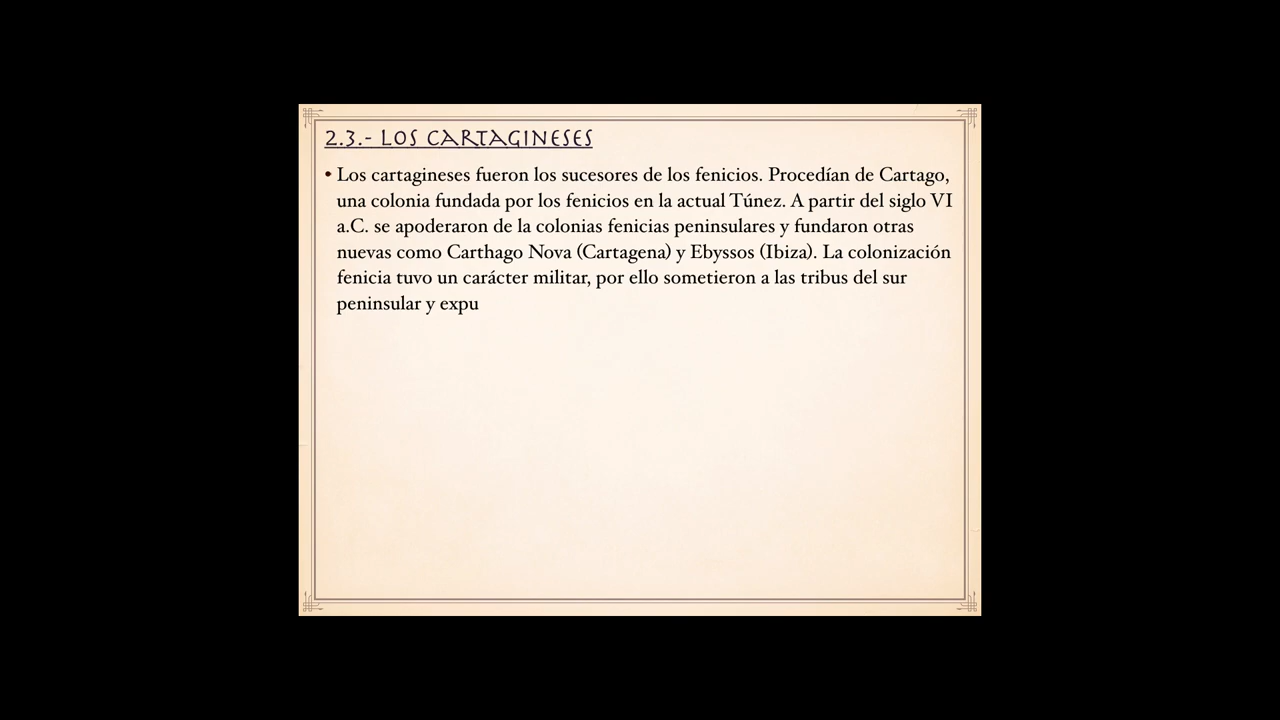 2.3.- LOS CARTAGINESES
• Los cartagineses fueron los sucesores de los fenicios. Procedían de Cartago,
una colonia fundada por los fenicios en la actual Túnez. A partir del siglo VI
a.C. se apoderaron de la colonias fenicias peninsulares y fundaron otras
nuevas como Carthago Nova (Cartagena) y Ebyssos (Ibiza). La colonización
fenicia tuvo un carácter militar, por ello sometieron a las tribus del sur
peninsular y expu